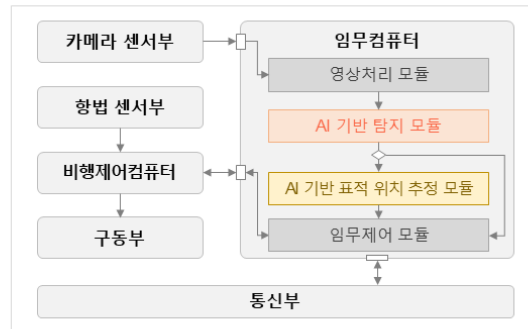 카메라 센서부
임무컴퓨터
영상처리 모듈
항법 센서부
AI 기반 탐지 모듈
비행제어컴퓨터
AI 기반 표적 위치 추정 모듈
구동부
임무제어 모듈
통신부